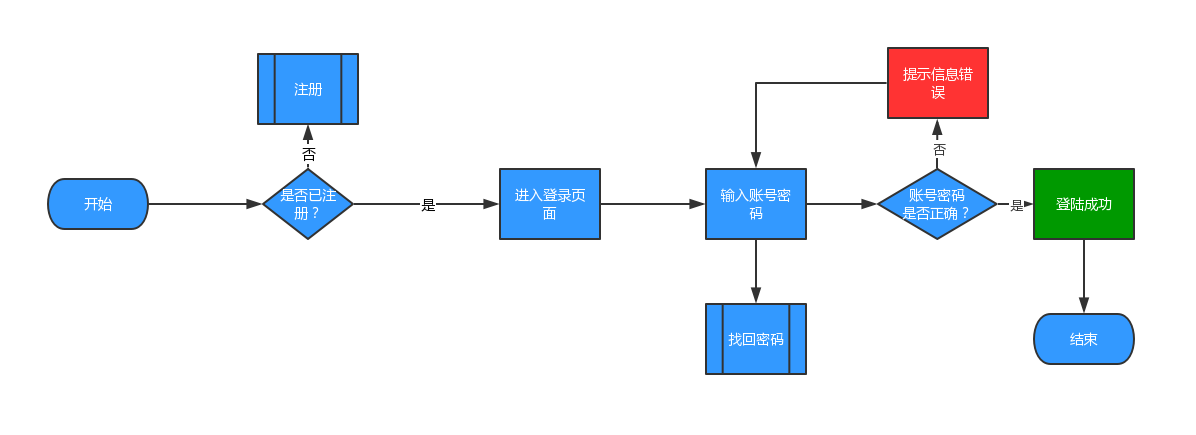 注册
提示信息错
误
否
否
开始
是否已注
册？
是
进入登录页
面
输入账号密
码
账号密码
是否正确？
是
登陆成功
找回密码
结束